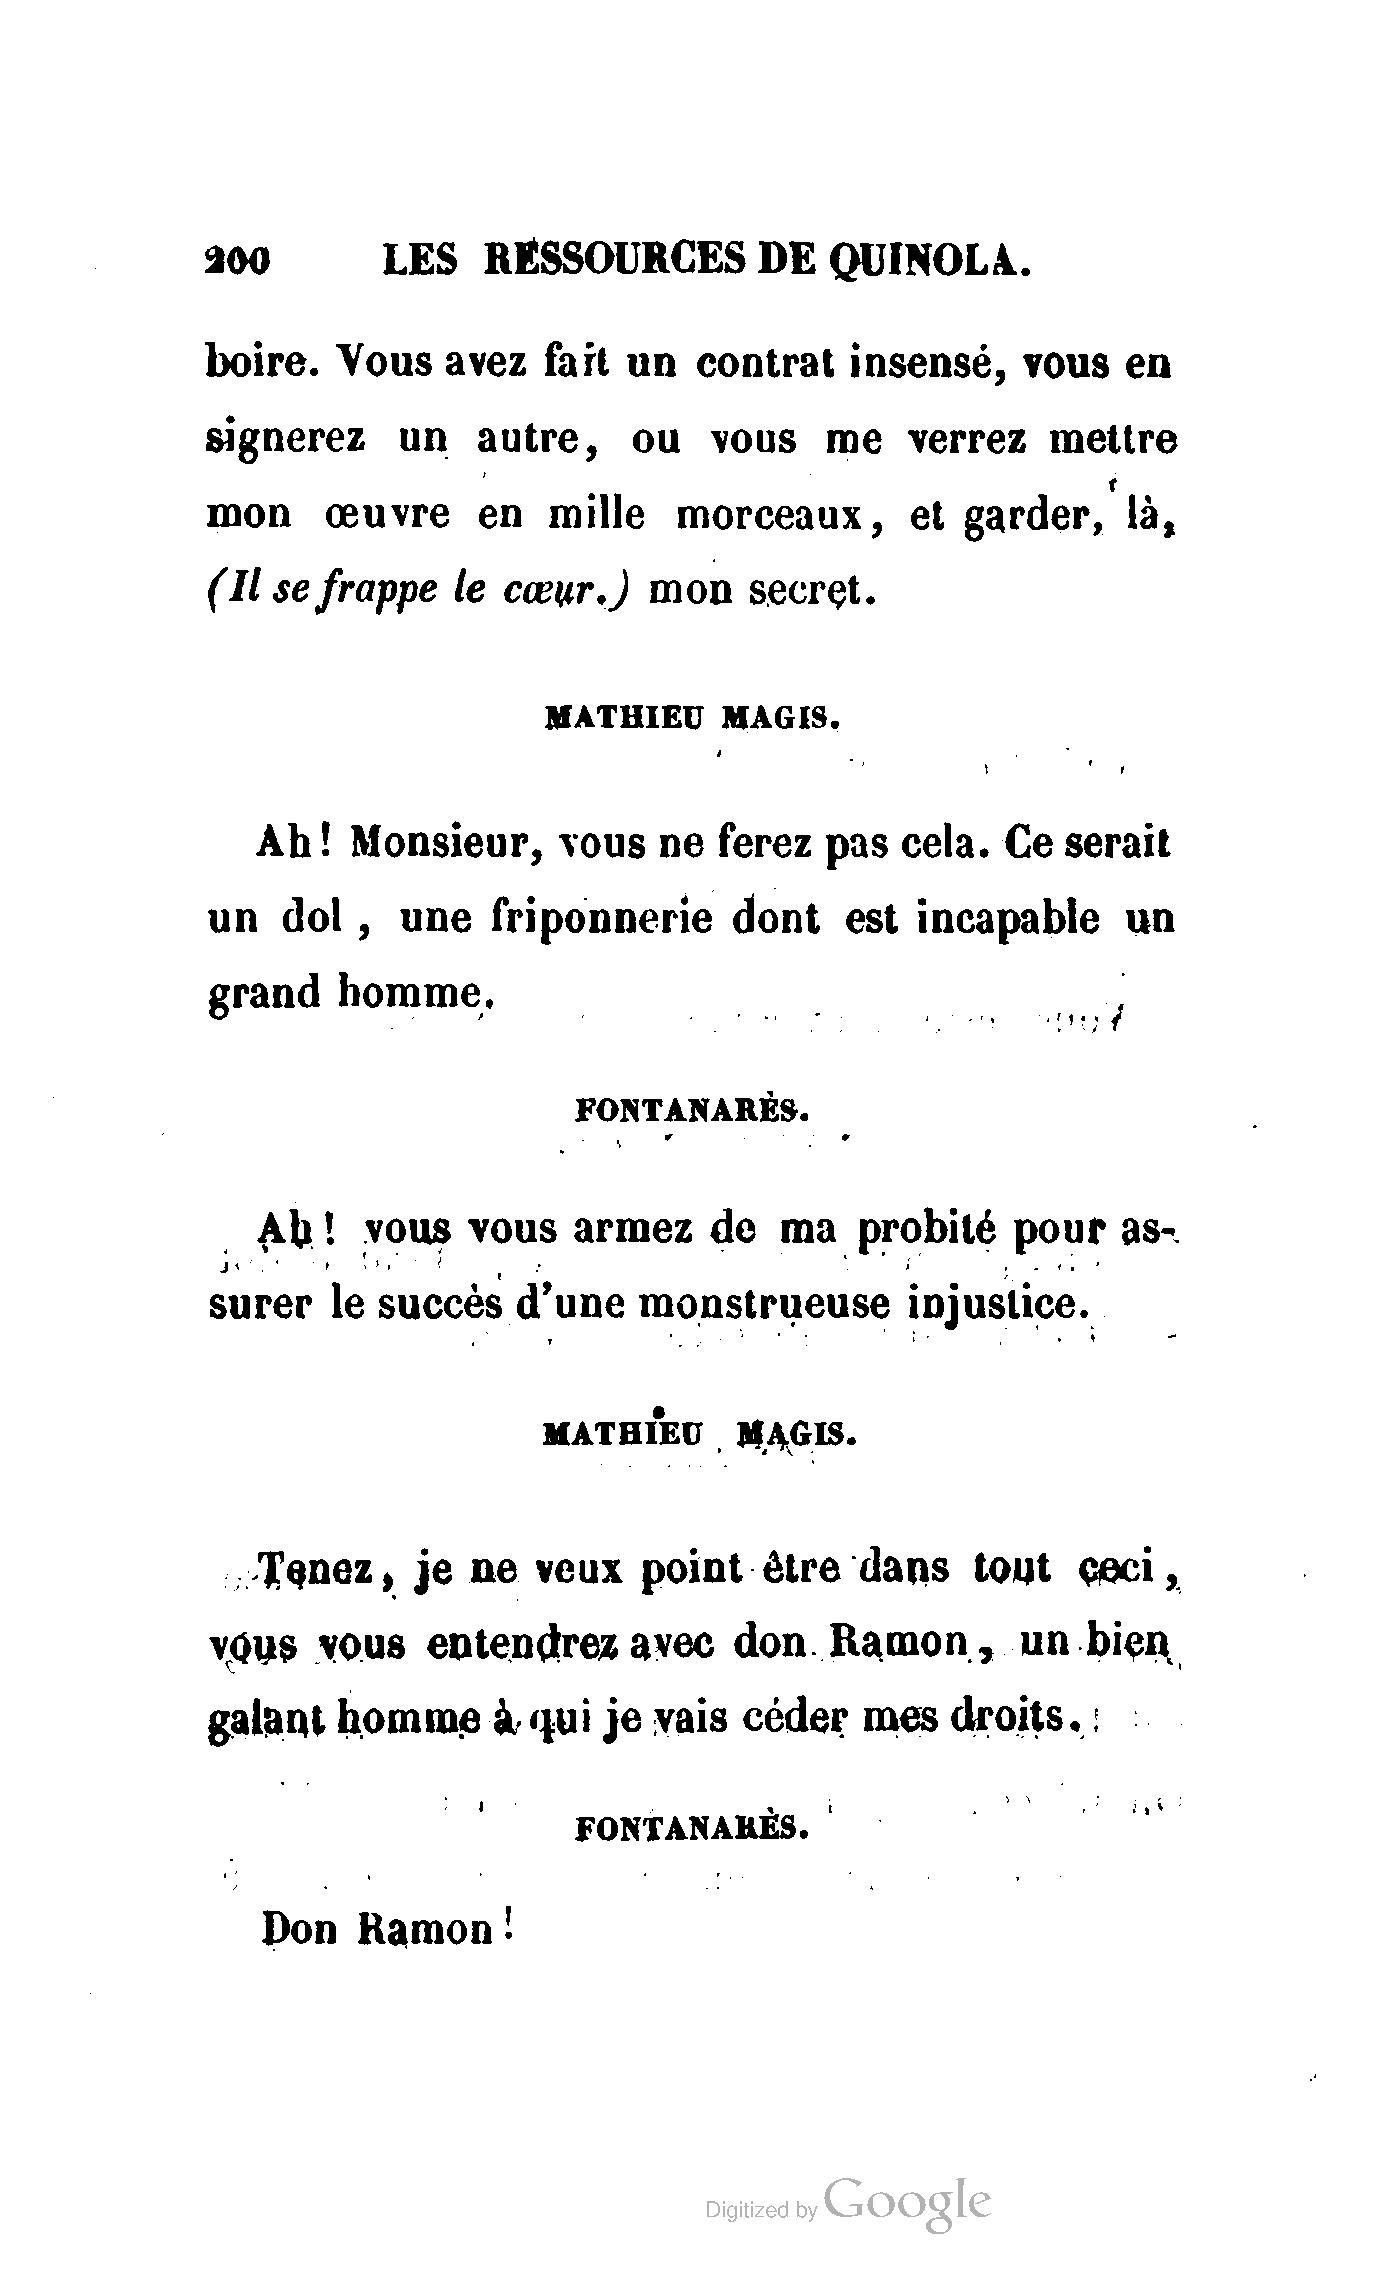 200 LES RESSOURCES DE QUINOLA.
boire. Vous avez fait un contrat insensé, vous en
signerez un autre, ou vous me verrez mettre
mon œuvre en mille morceaux, et garder, là,
(Il se frappe le cœur.) mon secret.
MATHIEU MAGIS.
Ah! Monsieur, vous ne ferez pas cela. Ce serait
un dol , une friponnerie dont est incapable un
grand homme.
FONTANARÈS.
Ah! vous vous armez de ma probité pour as-
surer le succès d'une monstrueuse injustice.
MATHIEU MAGIS.
Tenez, je ne veux point être dans tout ceci,
vous vous entendrez avec don Ramon, un bien
galant homme à qui je vais céder mes droits.
FONTANARÈS.
Don Ramon!
Digitized by Google